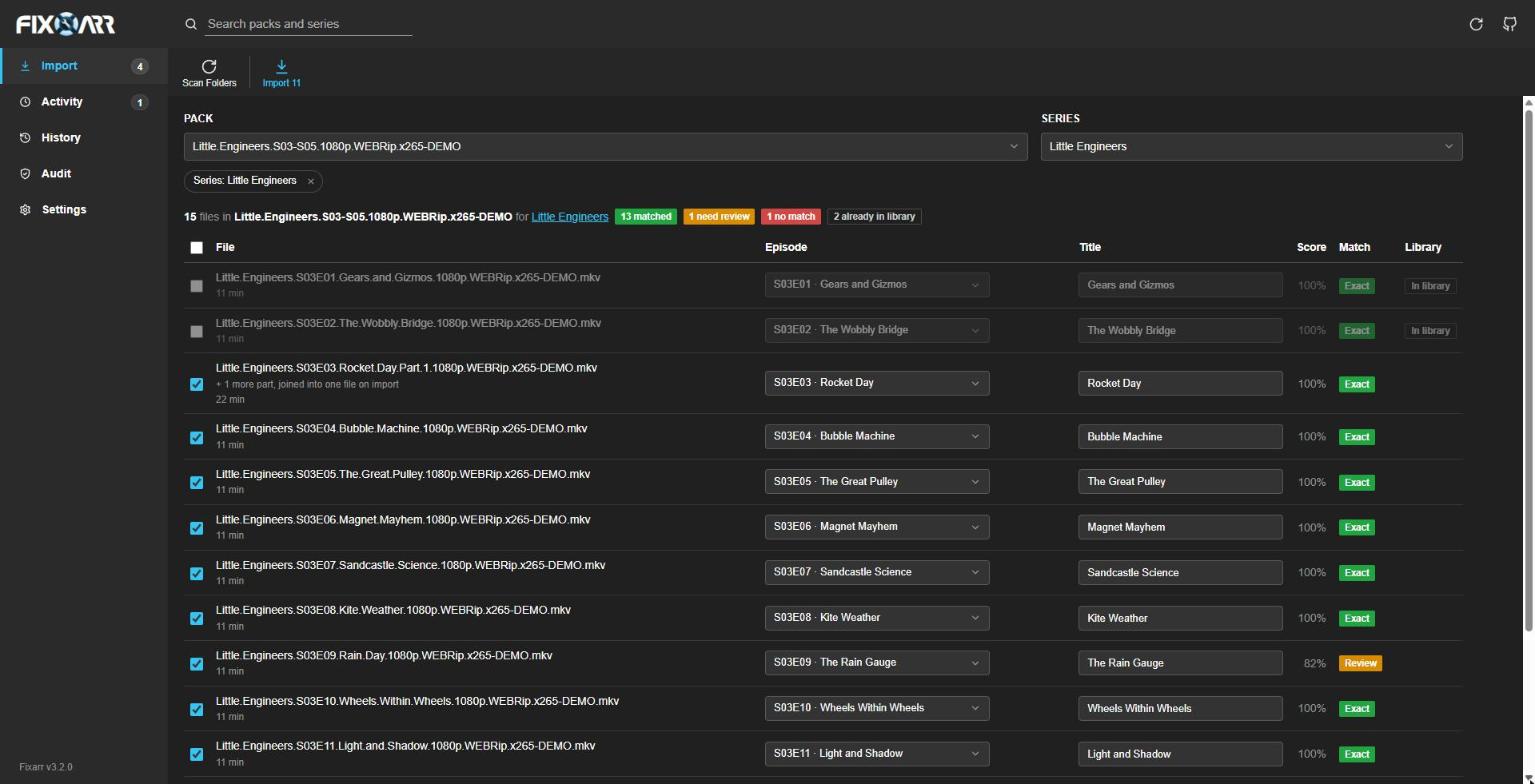 FIXARR
Search packs and series
Import 4
Activity 1
History
Audit
Settings
Fixarr v3.2.0
Scan Folders
Import 11
PACK
SERIES
Little.Engineers.S03-S05.1080p.WEBRip.x265-DEMO
Little Engineers
Series: Little Engineers ×
15 files in Little.Engineers.S03-S05.1080p.WEBRip.x265-DEMO for Little Engineers 13 matched 1 need review 1 no match 2 already in library
File Episode Title Score Match Library
Little.Engineers.S03E01.Gears.and.Gizmos.1080p.WEBRip.x265-DEMO.mkv
11 min
S03E01 · Gears and Gizmos Gears and Gizmos 100% Exact In library
Little.Engineers.S03E02.The.Wobbly.Bridge.1080p.WEBRip.x265-DEMO.mkv
11 min
S03E02 · The Wobbly Bridge The Wobbly Bridge 100% Exact In library
Little.Engineers.S03E03.Rocket.Day.Part.1.1080p.WEBRip.x265-DEMO.mkv
+ 1 more part, joined into one file on import
22 min
S03E03 · Rocket Day Rocket Day 100% Exact
Little.Engineers.S03E04.Bubble.Machine.1080p.WEBRip.x265-DEMO.mkv
11 min
S03E04 · Bubble Machine Bubble Machine 100% Exact
Little.Engineers.S03E05.The.Great.Pulley.1080p.WEBRip.x265-DEMO.mkv
11 min
S03E05 · The Great Pulley The Great Pulley 100% Exact
Little.Engineers.S03E06.Magnet.Mayhem.1080p.WEBRip.x265-DEMO.mkv
11 min
S03E06 · Magnet Mayhem Magnet Mayhem 100% Exact
Little.Engineers.S03E07.Sandcastle.Science.1080p.WEBRip.x265-DEMO.mkv
11 min
S03E07 · Sandcastle Science Sandcastle Science 100% Exact
Little.Engineers.S03E08.Kite.Weather.1080p.WEBRip.x265-DEMO.mkv
11 min
S03E08 · Kite Weather Kite Weather 100% Exact
Little.Engineers.S03E09.Rain.Day.1080p.WEBRip.x265-DEMO.mkv
11 min
S03E09 · The Rain Gauge The Rain Gauge 82% Review
Little.Engineers.S03E10.Wheels.Within.Wheels.1080p.WEBRip.x265-DEMO.mkv
11 min
S03E10 · Wheels Within Wheels Wheels Within Wheels 100% Exact
Little.Engineers.S03E11.Light.and.Shadow.1080p.WEBRip.x265-DEMO.mkv
11 min
S03E11 · Light and Shadow Light and Shadow 100% Exact